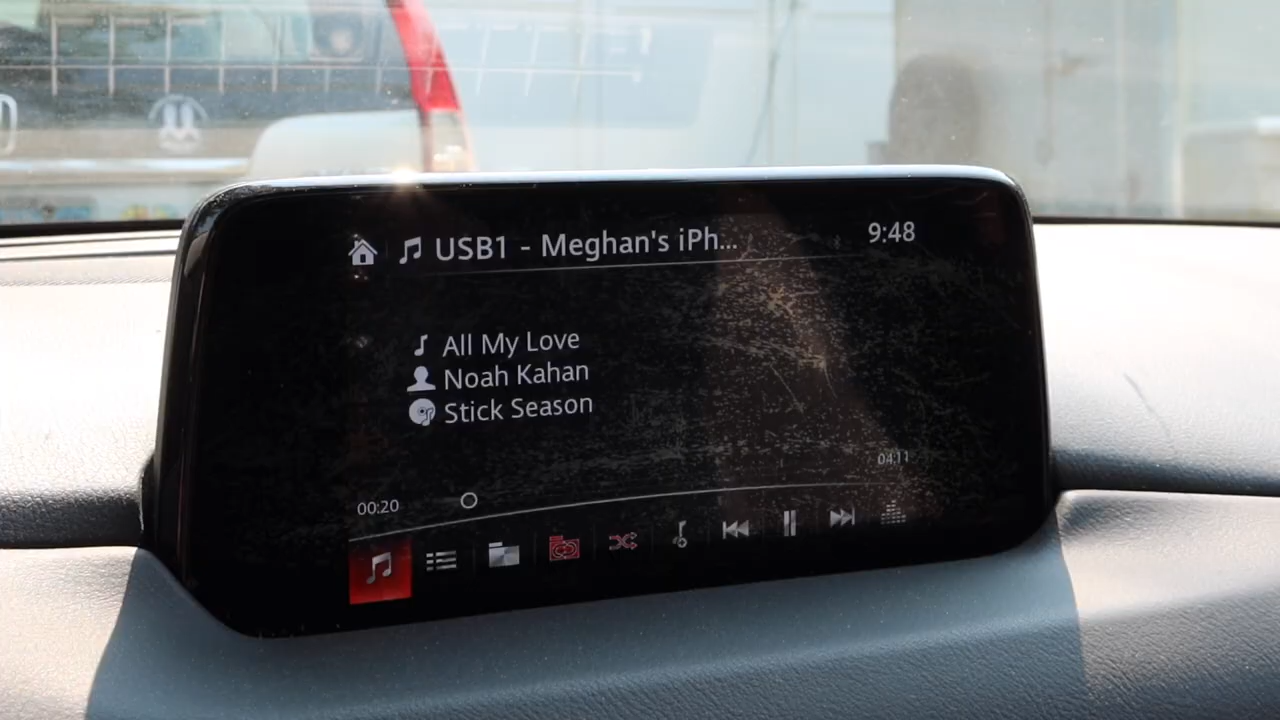 USB1 - Meghan's iPh...
9:48
All My Love
Noah Kahan
Stick Season
04:11
00:20